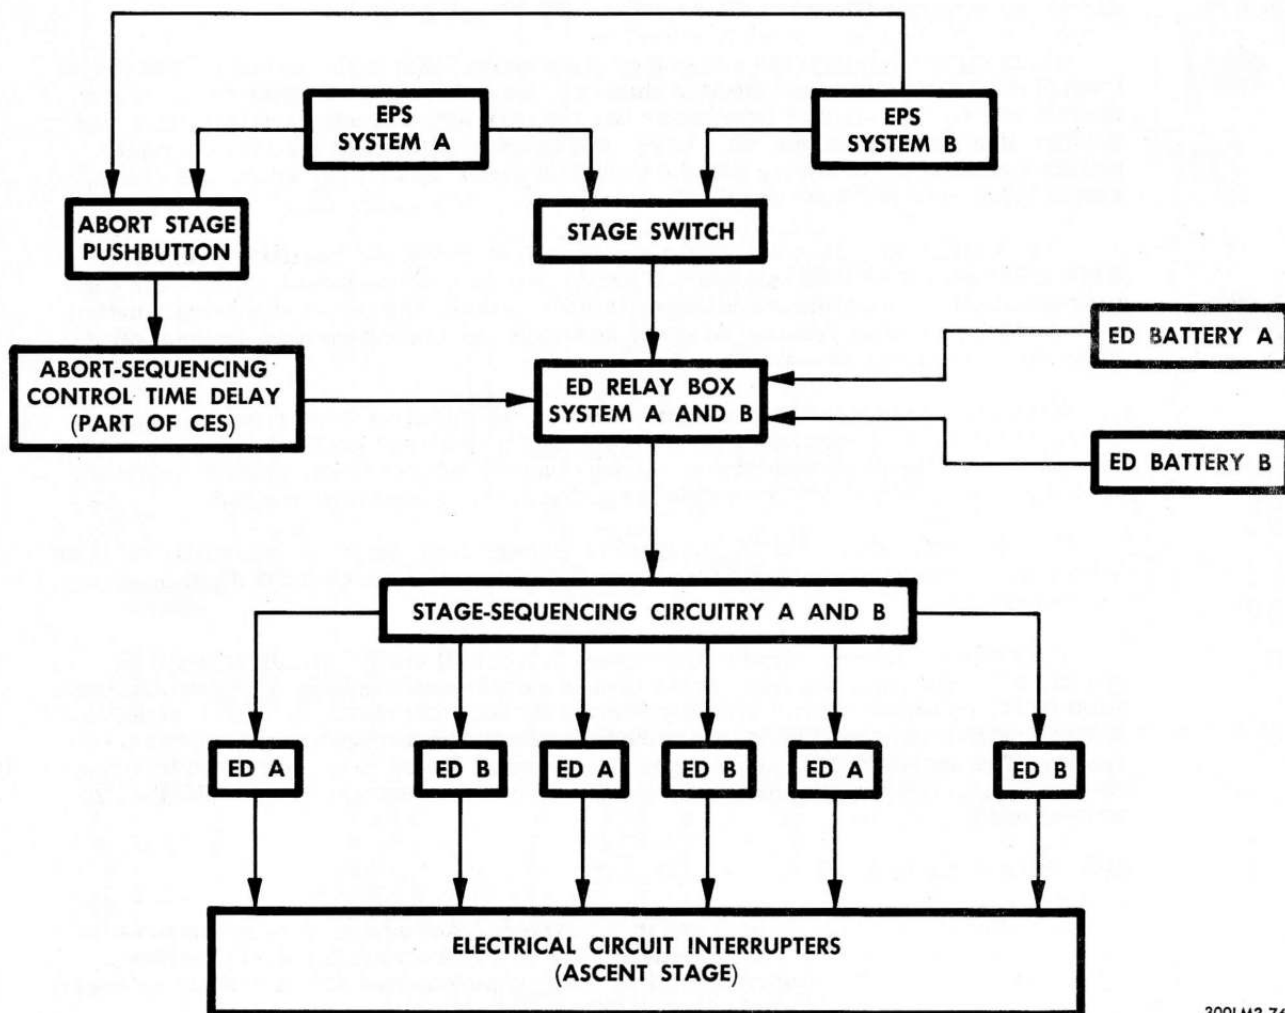 EPS
SYSTEM A
EPS
SYSTEM B
ABORT STAGE
PUSHBUTTON
STAGE SWITCH
ED BATTERY A
ABORT-SEQUENCING
CONTROL TIME DELAY
(PART OF CES)
ED RELAY BOX
SYSTEM A AND B
ED BATTERY B
STAGE-SEQUENCING CIRCUITRY A AND B
ED A
ED B
ED A
ED B
ED A
ED B
ELECTRICAL CIRCUIT INTERRUPTERS
(ASCENT STAGE)